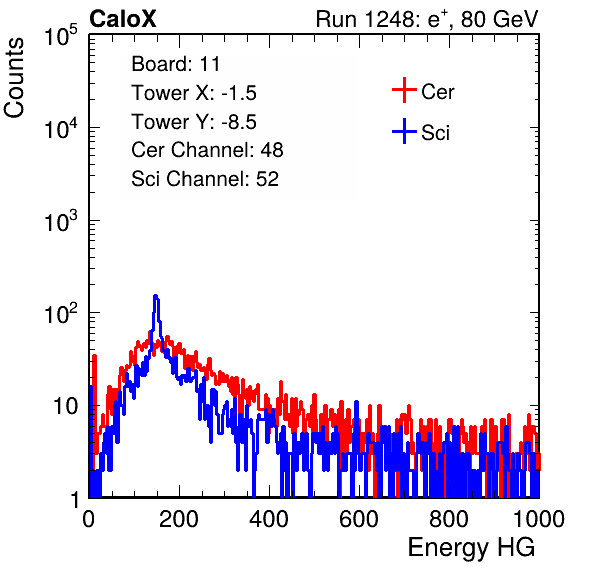 CaloX Run 1248: e⁺, 80 GeV
Counts
Board: 11
Tower X: -1.5
Tower Y: -8.5
Cer Channel: 48
Sci Channel: 52
Cer
Sci
10⁵
10⁴
10³
10²
10
1
0 200 400 600 800 1000
Energy HG